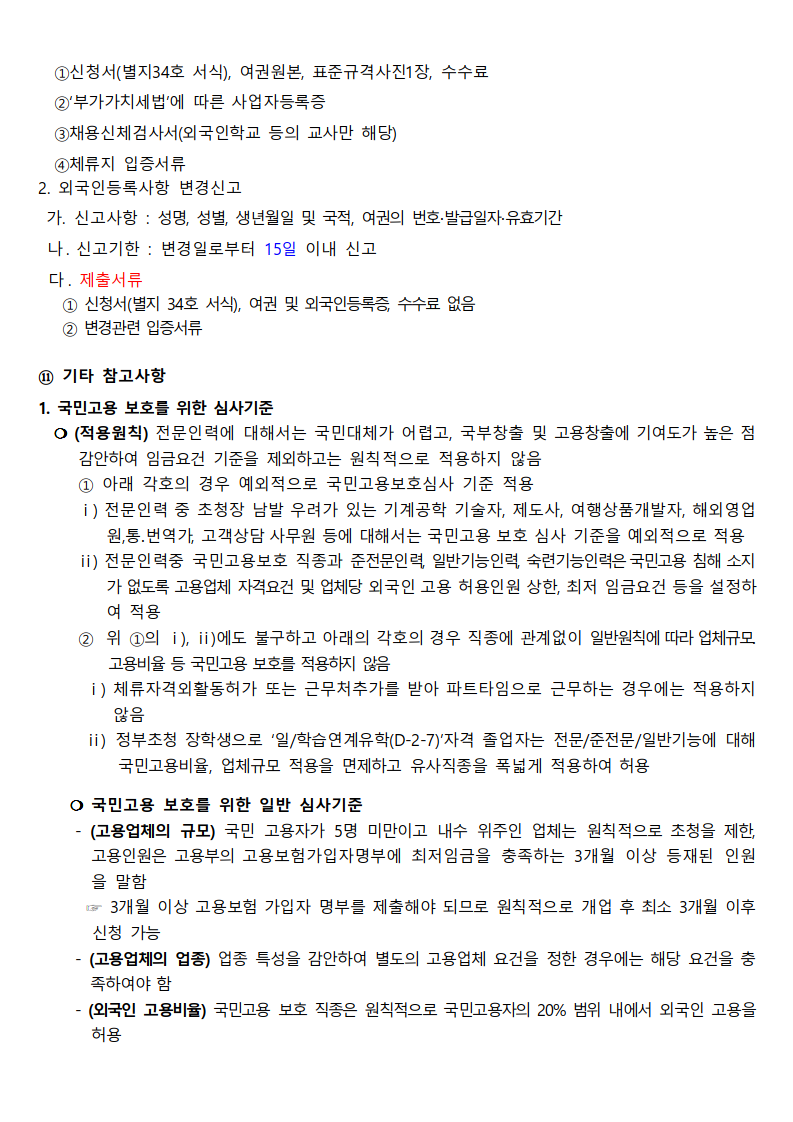 ①신청서(별지34호 서식), 여권원본, 표준규격사진1장, 수수료
②'부가가치세법'에 따른 사업자등록증
③채용신체검사서(외국인학교 등의 교사만 해당)
④체류지 입증서류
2. 외국인등록사항 변경신고
가. 신고사항 : 성명, 성별, 생년월일 및 국적, 여권의 번호·발급일자·유효기간
나. 신고기한 : 변경일로부터 15일 이내 신고
다. 제출서류
① 신청서(별지 34호 서식), 여권 및 외국인등록증, 수수료 없음
② 변경관련 입증서류
⑪ 기타 참고사항
1. 국민고용 보호를 위한 심사기준
❍ (적용원칙) 전문인력에 대해서는 국민대체가 어렵고, 국부창출 및 고용창출에 기여도가 높은 점
감안하여 임금요건 기준을 제외하고는 원칙적으로 적용하지 않음
① 아래 각호의 경우 예외적으로 국민고용보호심사 기준 적용
ⅰ) 전문인력 중 초청장 남발 우려가 있는 기계공학 기술자, 제도사, 여행상품개발자, 해외영업
원,통.번역가, 고객상담 사무원 등에 대해서는 국민고용 보호 심사 기준을 예외적으로 적용
ⅱ) 전문인력중 국민고용보호 직종과 준전문인력, 일반기능인력, 숙련기능인력은 국민고용 침해 소지
가 없도록 고용업체 자격요건 및 업체당 외국인 고용 허용인원 상한, 최저 임금요건 등을 설정하
여 적용
② 위 ①의 ⅰ), ⅱ)에도 불구하고 아래의 각호의 경우 직종에 관계없이 일반원칙에 따라 업체규모.
고용비율 등 국민고용 보호를 적용하지 않음
ⅰ) 체류자격외활동허가 또는 근무처추가를 받아 파트타임으로 근무하는 경우에는 적용하지
않음
ⅱ) 정부초청 장학생으로 '일/학습연계유학(D-2-7)'자격 졸업자는 전문/준전문/일반기능에 대해
국민고용비율, 업체규모 적용을 면제하고 유사직종을 폭넓게 적용하여 허용
❍ 국민고용 보호를 위한 일반 심사기준
- (고용업체의 규모) 국민 고용자가 5명 미만이고 내수 위주인 업체는 원칙적으로 초청을 제한,
고용인원은 고용부의 고용보험가입자명부에 최저임금을 충족하는 3개월 이상 등재된 인원
을 말함
☞ 3개월 이상 고용보험 가입자 명부를 제출해야 되므로 원칙적으로 개업 후 최소 3개월 이후
신청 가능
- (고용업체의 업종) 업종 특성을 감안하여 별도의 고용업체 요건을 정한 경우에는 해당 요건을 충
족하여야 함
- (외국인 고용비율) 국민고용 보호 직종은 원칙적으로 국민고용자의 20% 범위 내에서 외국인 고용을
허용